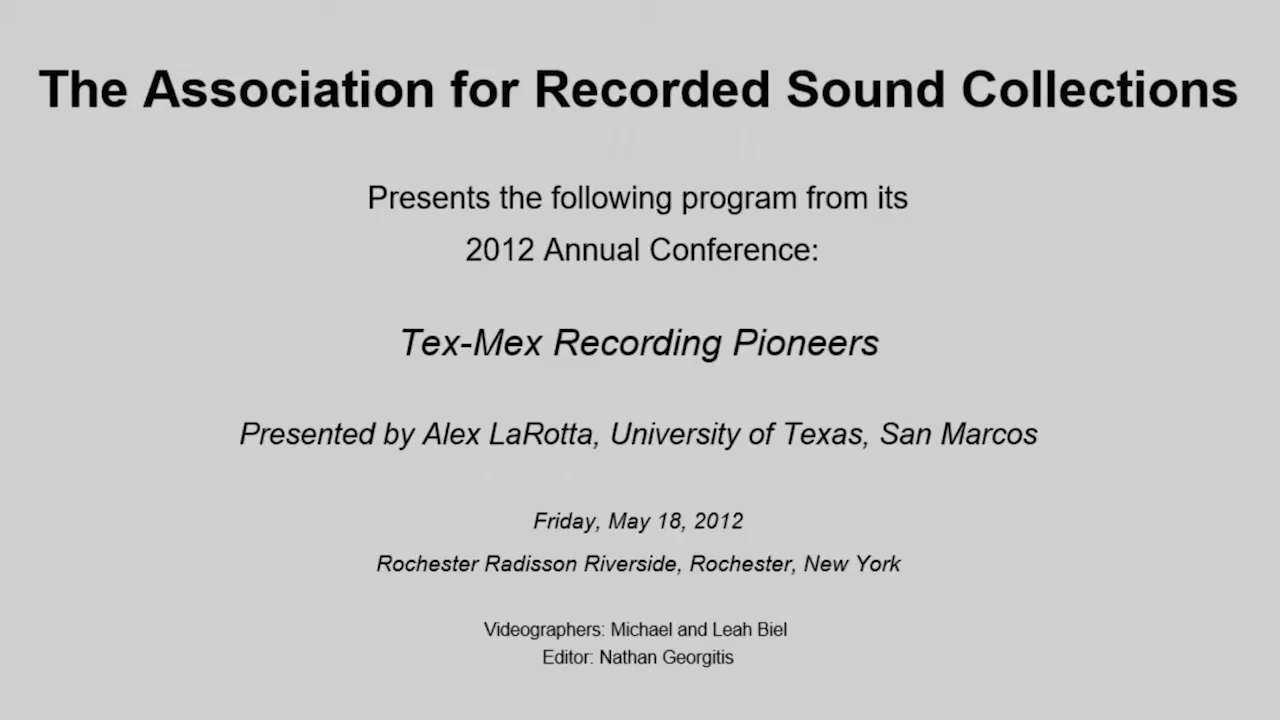 The Association for Recorded Sound Collections
Presents the following program from its
2012 Annual Conference:
Tex-Mex Recording Pioneers
Presented by Alex LaRotta, University of Texas, San Marcos
Friday, May 18, 2012
Rochester Radisson Riverside, Rochester, New York
Videographers: Michael and Leah Biel
Editor: Nathan Georgitis